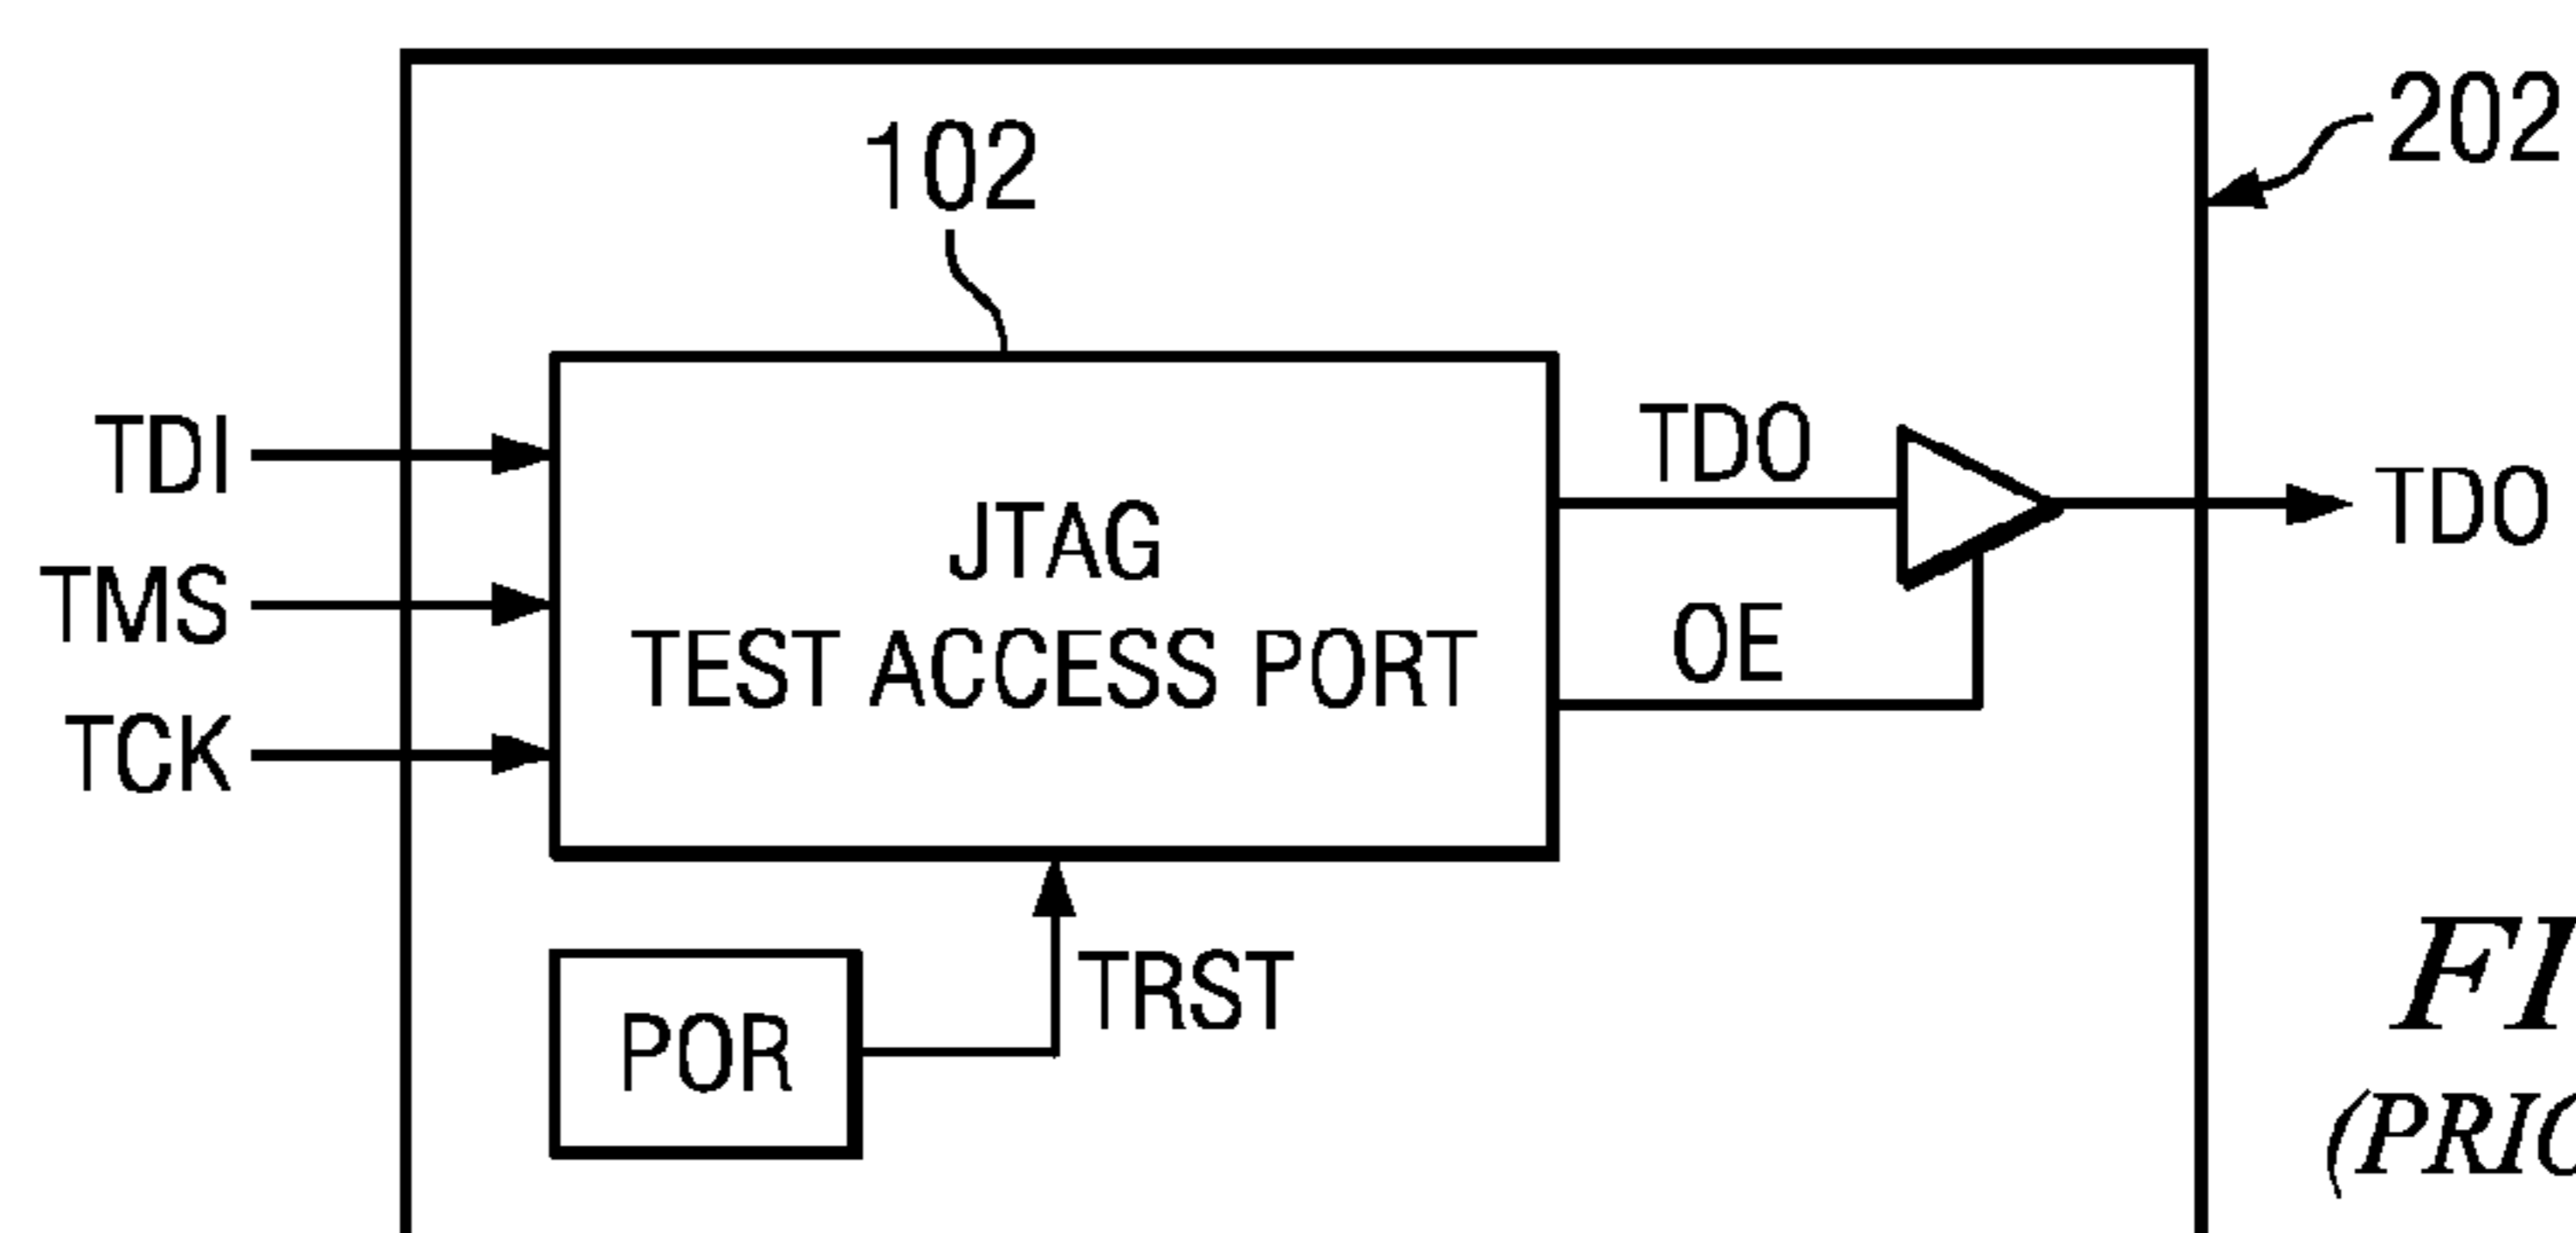 202
102
TDI
TMS
TCK
JTAG
TEST ACCESS PORT
TDO
OE
TDO
TRST
POR